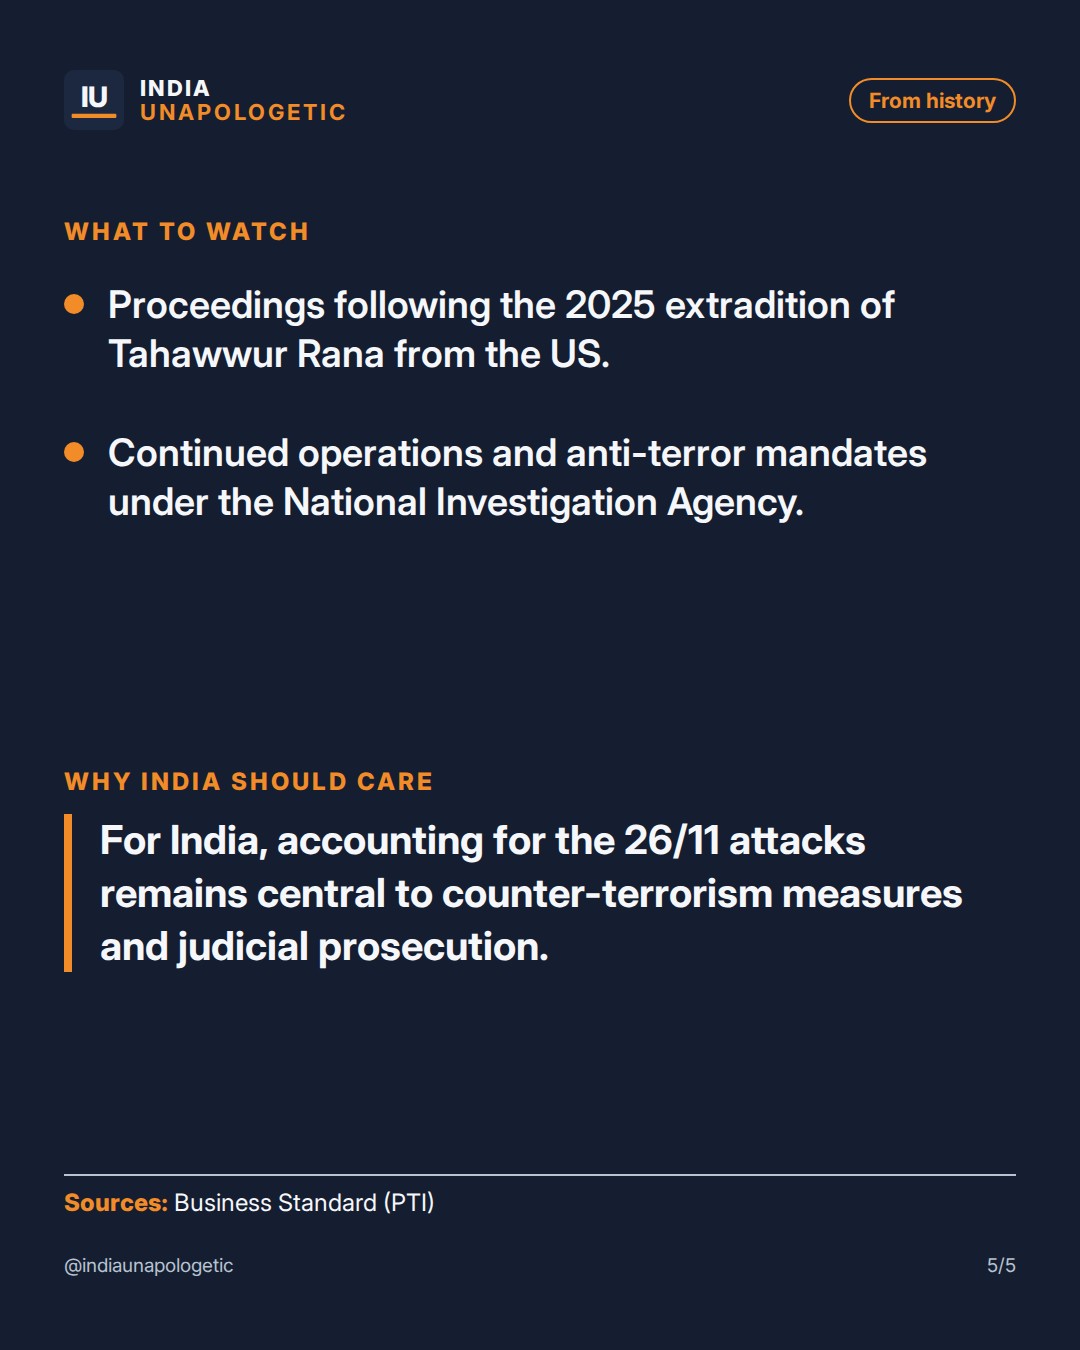 IU
INDIA
UNAPOLOGETIC
From history
WHAT TO WATCH
Proceedings following the 2025 extradition of
Tahawwur Rana from the US.
Continued operations and anti-terror mandates
under the National Investigation Agency.
WHY INDIA SHOULD CARE
For India, accounting for the 26/11 attacks
remains central to counter-terrorism measures
and judicial prosecution.
Sources: Business Standard (PTI)
@indiaunapologetic
5/5